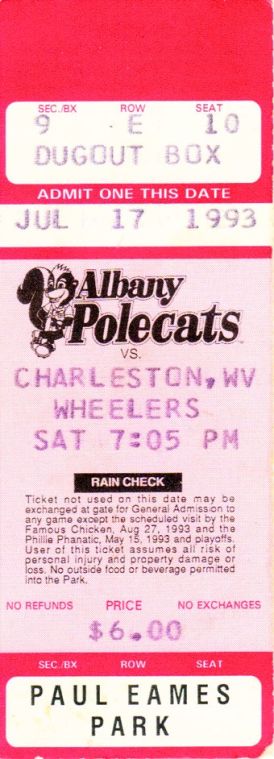 SEC./BX ROW SEAT
9 E 10
DUGOUT BOX
ADMIT ONE THIS DATE
JUL 17 1993
Albany
Polecats™
VS.
CHARLESTON, WV
WHEELERS
SAT 7:05 PM
RAIN CHECK
Ticket not used on this date may be
exchanged at gate for General Admission to
any game except the scheduled visit by the
Famous Chicken, Aug 27, 1993 and the
Phillie Phanatic, May 15, 1993 and playoffs.
User of this ticket assumes all risk of
personal injury and property damage or
loss. No outside food or beverage permitted
into the Park.
NO REFUNDS PRICE NO EXCHANGES
$6.00
SEC./BX ROW SEAT
PAUL EAMES
PARK